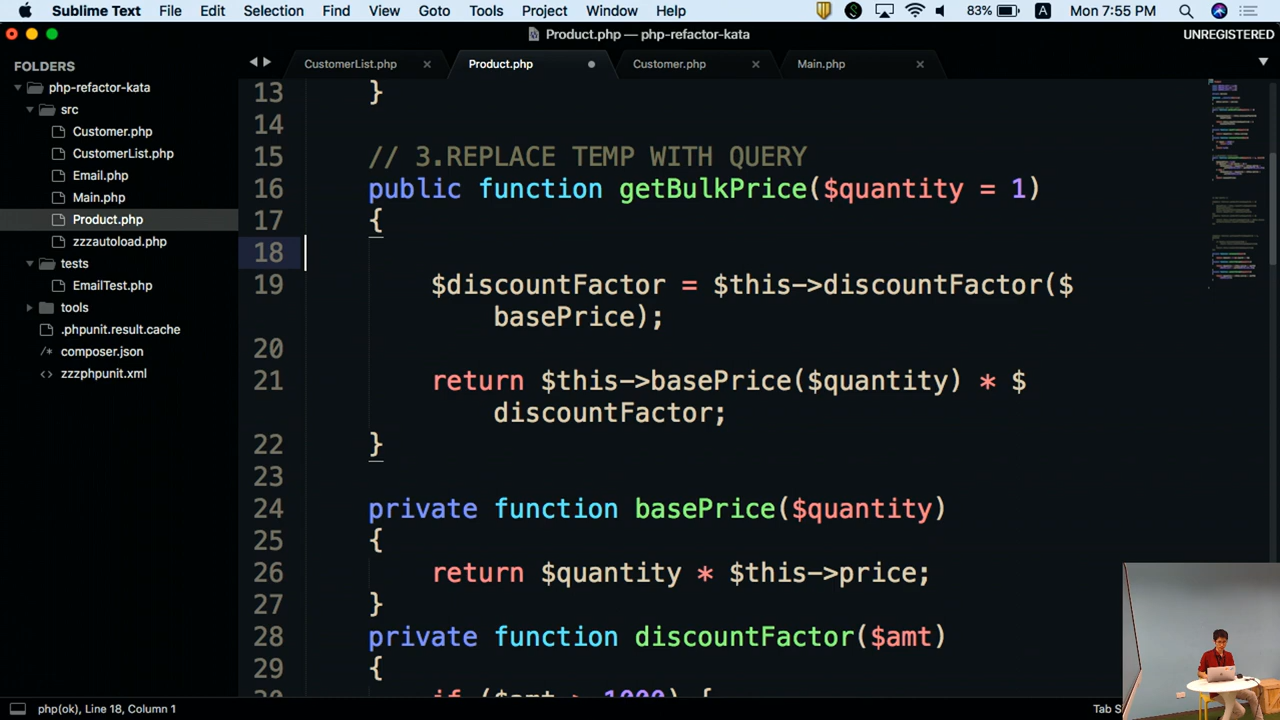 Sublime Text File Edit Selection Find View Goto Tools Project Window Help 83% A Mon 7:55 PM
Product.php — php-refactor-kata UNREGISTERED
FOLDERS
php-refactor-kata
src
Customer.php
CustomerList.php
Email.php
Main.php
Product.php
zzzautoload.php
tests
EmailTest.php
tools
.phpunit.result.cache
composer.json
zzzphpunit.xml
CustomerList.php × Product.php Customer.php × Main.php ×
13 }
14
15 // 3.REPLACE TEMP WITH QUERY
16 public function getBulkPrice($quantity = 1)
17 {
18
19 $discountFactor = $this->discountFactor($
basePrice);
20
21 return $this->basePrice($quantity) * $
discountFactor;
22 }
23
24 private function basePrice($quantity)
25 {
26 return $quantity * $this->price;
27 }
28 private function discountFactor($amt)
29 {
30 if ($amt > 1000) {
php(ok), Line 18, Column 1
Tab S